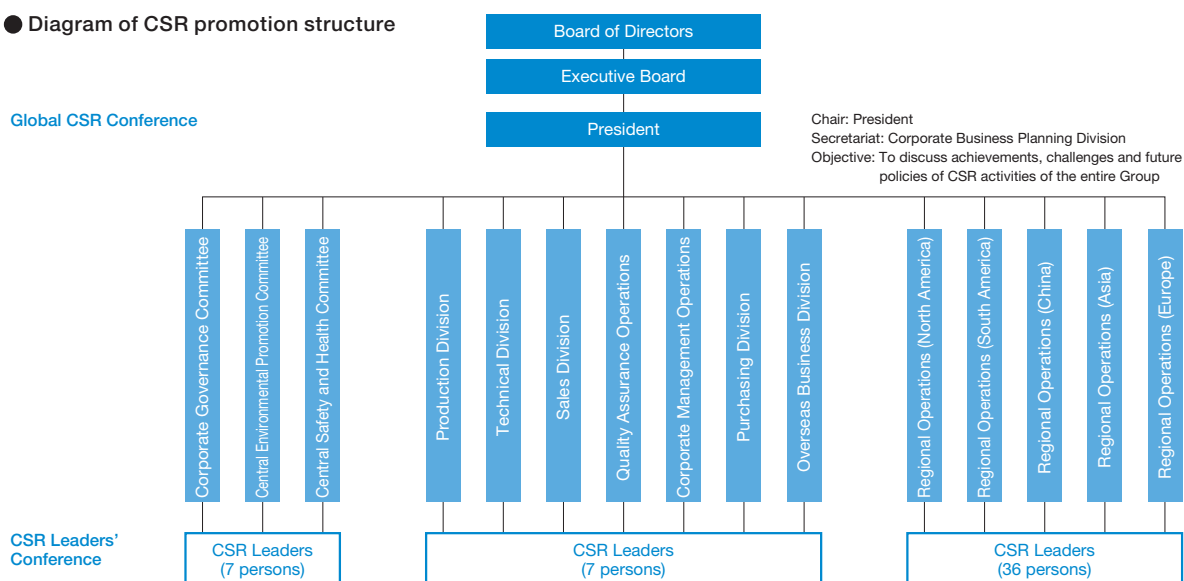 ● Diagram of CSR promotion structure
Board of Directors
Executive Board
Global CSR Conference
President
Chair: President
Secretariat: Corporate Business Planning Division
Objective: To discuss achievements, challenges and future
policies of CSR activities of the entire Group
Corporate Governance Committee
Central Environmental Promotion Committee
Central Safety and Health Committee
Production Division
Technical Division
Sales Division
Quality Assurance Operations
Corporate Management Operations
Purchasing Division
Overseas Business Division
Regional Operations (North America)
Regional Operations (South America)
Regional Operations (China)
Regional Operations (Asia)
Regional Operations (Europe)
CSR Leaders'
Conference
CSR Leaders
(7 persons)
CSR Leaders
(7 persons)
CSR Leaders
(36 persons)